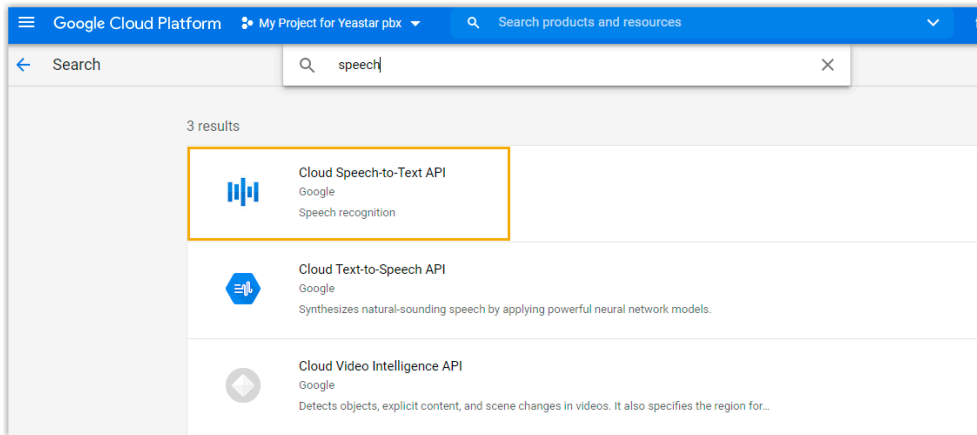 Google Cloud Platform My Project for Yeastar pbx Search products and resources
Search speech
3 results
Cloud Speech-to-Text API
Google
Speech recognition
Cloud Text-to-Speech API
Google
Synthesizes natural-sounding speech by applying powerful neural network models.
Cloud Video Intelligence API
Google
Detects objects, explicit content, and scene changes in videos. It also specifies the region for...